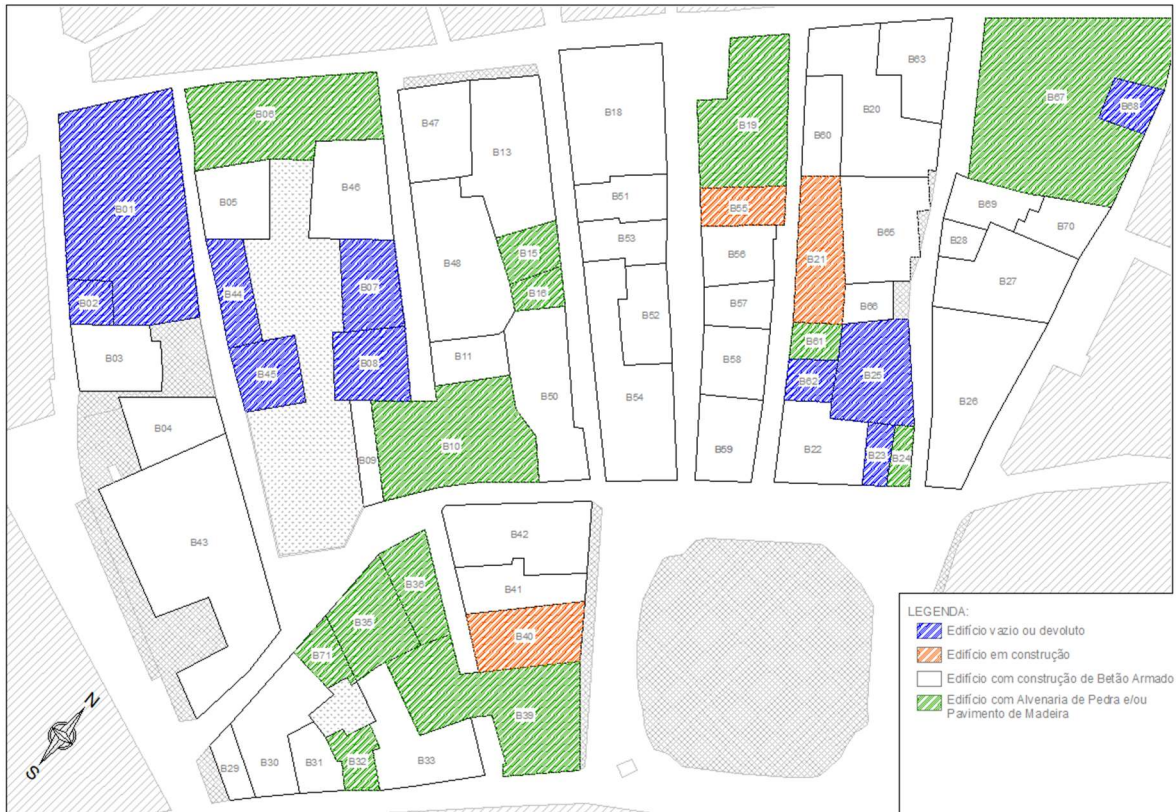 B63
B20
B18
B67
B68
B47
B13
B19
B60
B06
B51
B46
B05
B01
B55
B69
B53
B65
B70
B15
B28
B48
B56
B21
B27
B16
B07
B44
B02
B57
B66
B52
B61
B03
B11
B08
B58
B45
B62
B25
B50
B54
B26
B04
B10
B09
B59
B22
B23
B24
B42
B43
B36
B41
B35
B40
B71
B39
B29
B30
B31
B32
B33
N
S
LEGENDA:
Edifício vazio ou devoluto
Edifício em construção
Edifício com construção de Betão Armado
Edifício com Alvenaria de Pedra e/ou
Pavimento de Madeira